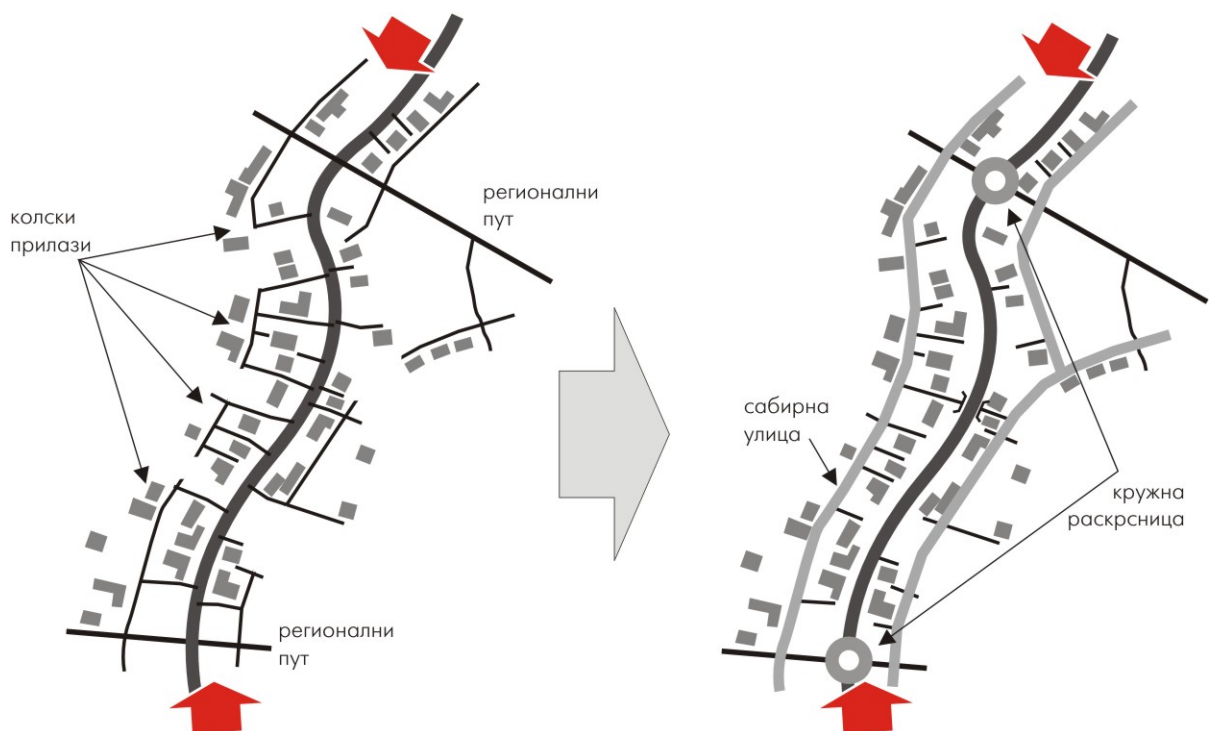 колски
прилази
регионални
пут
регионални
пут
сабирна
улица
кружна
раскрсница